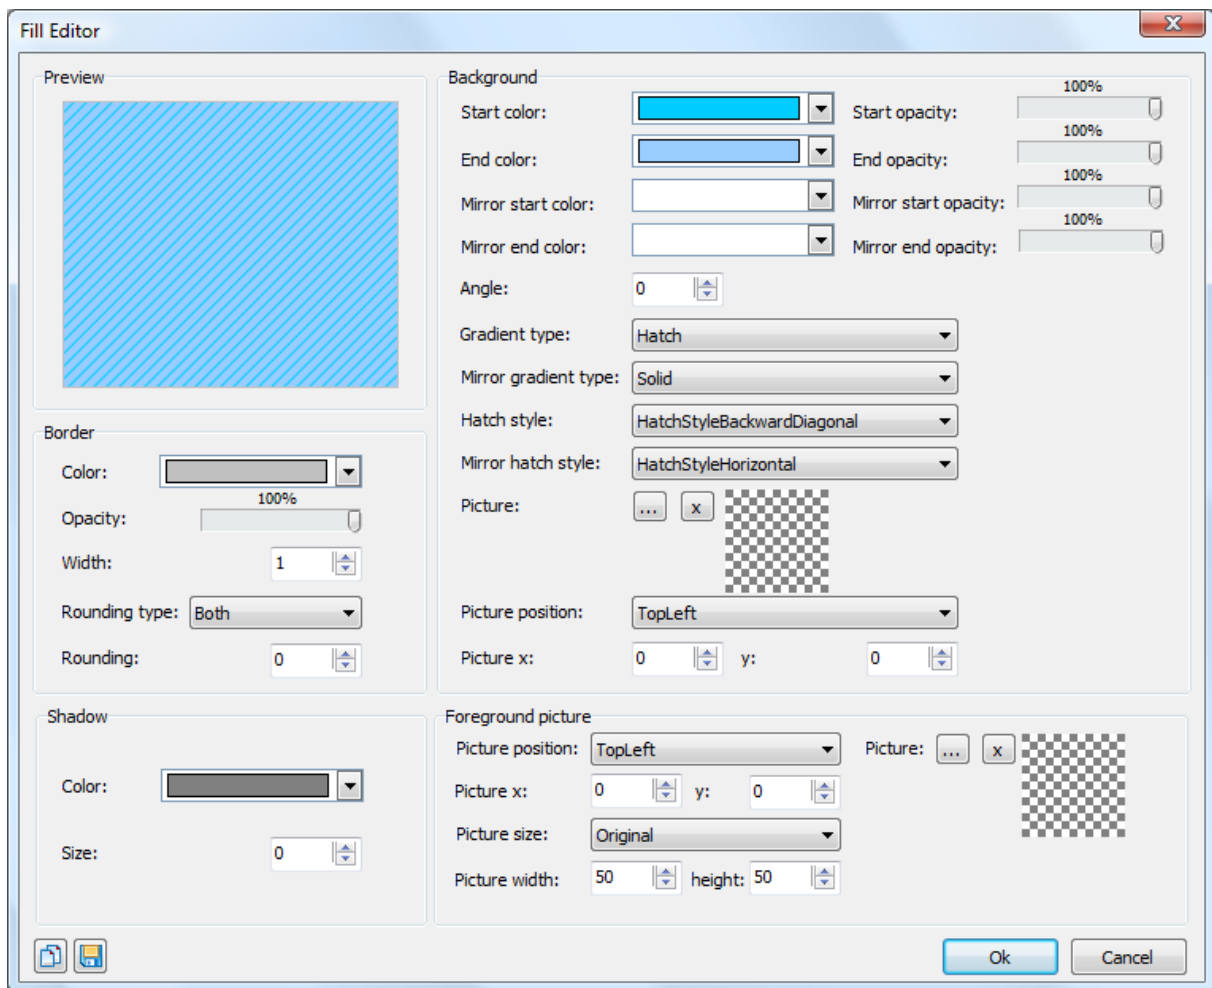 Fill Editor
Preview
Background
Start color:
Start opacity:
100%
End color:
End opacity:
100%
Mirror start color:
Mirror start opacity:
100%
Mirror end color:
Mirror end opacity:
100%
Angle:
0
Gradient type:
Hatch
Mirror gradient type:
Solid
Hatch style:
HatchStyleBackwardDiagonal
Mirror hatch style:
HatchStyleHorizontal
Picture:
...
x
Picture position:
TopLeft
Picture x:
0
y:
0
Border
Color:
100%
Opacity:
Width:
1
Rounding type:
Both
Rounding:
0
Shadow
Color:
Size:
0
Foreground picture
Picture position:
TopLeft
Picture:
...
x
Picture x:
0
y:
0
Picture size:
Original
Picture width:
50
height:
50
Ok
Cancel